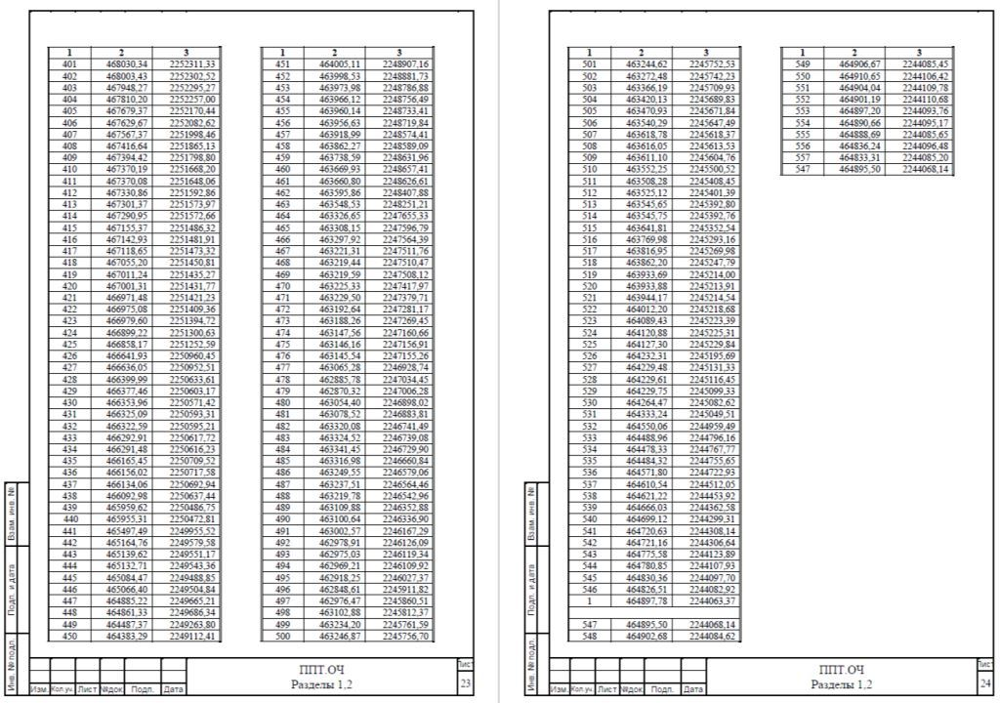 1 2 3
401 468030,34 2252311,33
402 468003,43 2252302,52
403 467948,27 2252295,27
404 467810,20 2252257,00
405 467679,37 2252170,44
406 467629,67 2252082,62
407 467567,37 2251998,46
408 467416,64 2251865,13
409 467394,42 2251798,80
410 467370,19 2251668,20
411 467370,08 2251648,06
412 467330,86 2251592,86
413 467301,37 2251573,97
414 467290,95 2251572,66
415 467155,37 2251486,32
416 467142,93 2251481,91
417 467118,65 2251473,32
418 467055,20 2251450,81
419 467011,24 2251435,27
420 467001,31 2251431,77
421 466971,48 2251421,23
422 466975,08 2251409,36
423 466979,60 2251394,72
424 466899,22 2251300,63
425 466858,17 2251252,59
426 466641,93 2250960,45
427 466636,05 2250952,51
428 466399,99 2250633,61
429 466377,46 2250603,17
430 466353,96 2250571,42
431 466325,09 2250593,31
432 466322,59 2250595,21
433 466292,91 2250617,72
434 466291,48 2250616,23
435 466165,45 2250709,52
436 466156,02 2250717,58
437 466134,06 2250692,94
438 466092,98 2250637,44
439 465959,62 2250486,75
440 465955,31 2250472,81
441 465497,49 2249955,52
442 465164,76 2249579,58
443 465139,62 2249551,17
444 465132,71 2249543,36
445 465084,47 2249488,85
446 465066,40 2249504,84
447 464885,22 2249665,21
448 464861,33 2249686,34
449 464487,37 2249263,80
450 464383,29 2249112,41
1 2 3
451 464005,11 2248907,16
452 463998,53 2248881,73
453 463973,98 2248786,88
454 463966,12 2248756,49
455 463960,14 2248733,41
456 463956,63 2248719,84
457 463918,99 2248574,41
458 463862,27 2248589,09
459 463738,59 2248631,96
460 463669,93 2248657,41
461 463660,80 2248626,61
462 463595,86 2248407,88
463 463548,53 2248251,21
464 463326,65 2247655,33
465 463308,15 2247596,79
466 463297,92 2247564,39
467 463221,31 2247511,76
468 463219,44 2247510,47
469 463219,59 2247508,12
470 463225,33 2247417,97
471 463229,50 2247379,71
472 463192,64 2247281,17
473 463188,26 2247269,45
474 463147,56 2247160,66
475 463146,16 2247156,91
476 463145,54 2247155,26
477 463065,28 2246928,74
478 462885,78 2247034,45
479 462870,32 2247006,28
480 463054,40 2246898,02
481 463078,52 2246883,81
482 463320,08 2246741,49
483 463324,52 2246739,08
484 463341,45 2246729,90
485 463316,98 2246660,84
486 463249,55 2246579,06
487 463237,51 2246564,46
488 463219,78 2246542,96
489 463109,88 2246352,88
490 463100,64 2246336,90
491 463002,57 2246167,29
492 462978,91 2246126,09
493 462975,03 2246119,34
494 462969,21 2246109,92
495 462918,25 2246027,37
496 462848,61 2245911,82
497 462976,47 2245860,51
498 463102,88 2245812,37
499 463234,20 2245761,59
500 463246,87 2245756,70
Взам. инв. №
Подп. и дата
Инв. № подл.
Изм. Кол.уч. Лист №док Подп. Дата
ППТ.ОЧ
Разделы 1,2
Лист
23
1 2 3
501 463244,62 2245752,53
502 463272,48 2245742,23
503 463366,19 2245709,93
504 463420,13 2245689,83
505 463470,93 2245671,84
506 463540,29 2245647,49
507 463618,78 2245618,37
508 463616,05 2245613,53
509 463611,10 2245604,76
510 463552,25 2245500,52
511 463508,28 2245408,45
512 463525,12 2245401,39
513 463545,65 2245392,80
514 463545,75 2245392,76
515 463641,81 2245352,54
516 463769,98 2245293,16
517 463816,95 2245269,98
518 463862,20 2245247,79
519 463933,69 2245214,00
520 463933,88 2245213,91
521 463944,17 2245214,54
522 464012,20 2245218,68
523 464089,43 2245223,39
524 464120,88 2245225,31
525 464127,30 2245229,84
526 464232,31 2245195,69
527 464229,48 2245131,33
528 464229,61 2245116,45
529 464229,75 2245099,33
530 464264,47 2245082,62
531 464333,24 2245049,51
532 464550,06 2244959,49
533 464488,96 2244796,16
534 464478,33 2244767,77
535 464484,32 2244755,65
536 464571,80 2244722,93
537 464610,54 2244512,05
538 464621,22 2244453,92
539 464666,03 2244362,58
540 464699,12 2244299,31
541 464720,63 2244308,14
542 464721,16 2244306,64
543 464775,58 2244123,89
544 464780,85 2244107,93
545 464830,36 2244097,70
546 464826,51 2244082,92
1 464897,78 2244063,37
547 464895,50 2244068,14
548 464902,68 2244084,62
1 2 3
549 464906,67 2244085,45
550 464910,65 2244106,42
551 464904,04 2244109,78
552 464901,19 2244110,68
553 464897,20 2244093,76
554 464890,66 2244095,17
555 464888,69 2244085,65
556 464836,24 2244096,48
557 464833,31 2244085,20
547 464895,50 2244068,14
Взам. инв. №
Подп. и дата
Инв. № подл.
Изм. Кол.уч. Лист №док Подп. Дата
ППТ.ОЧ
Разделы 1,2
Лист
24